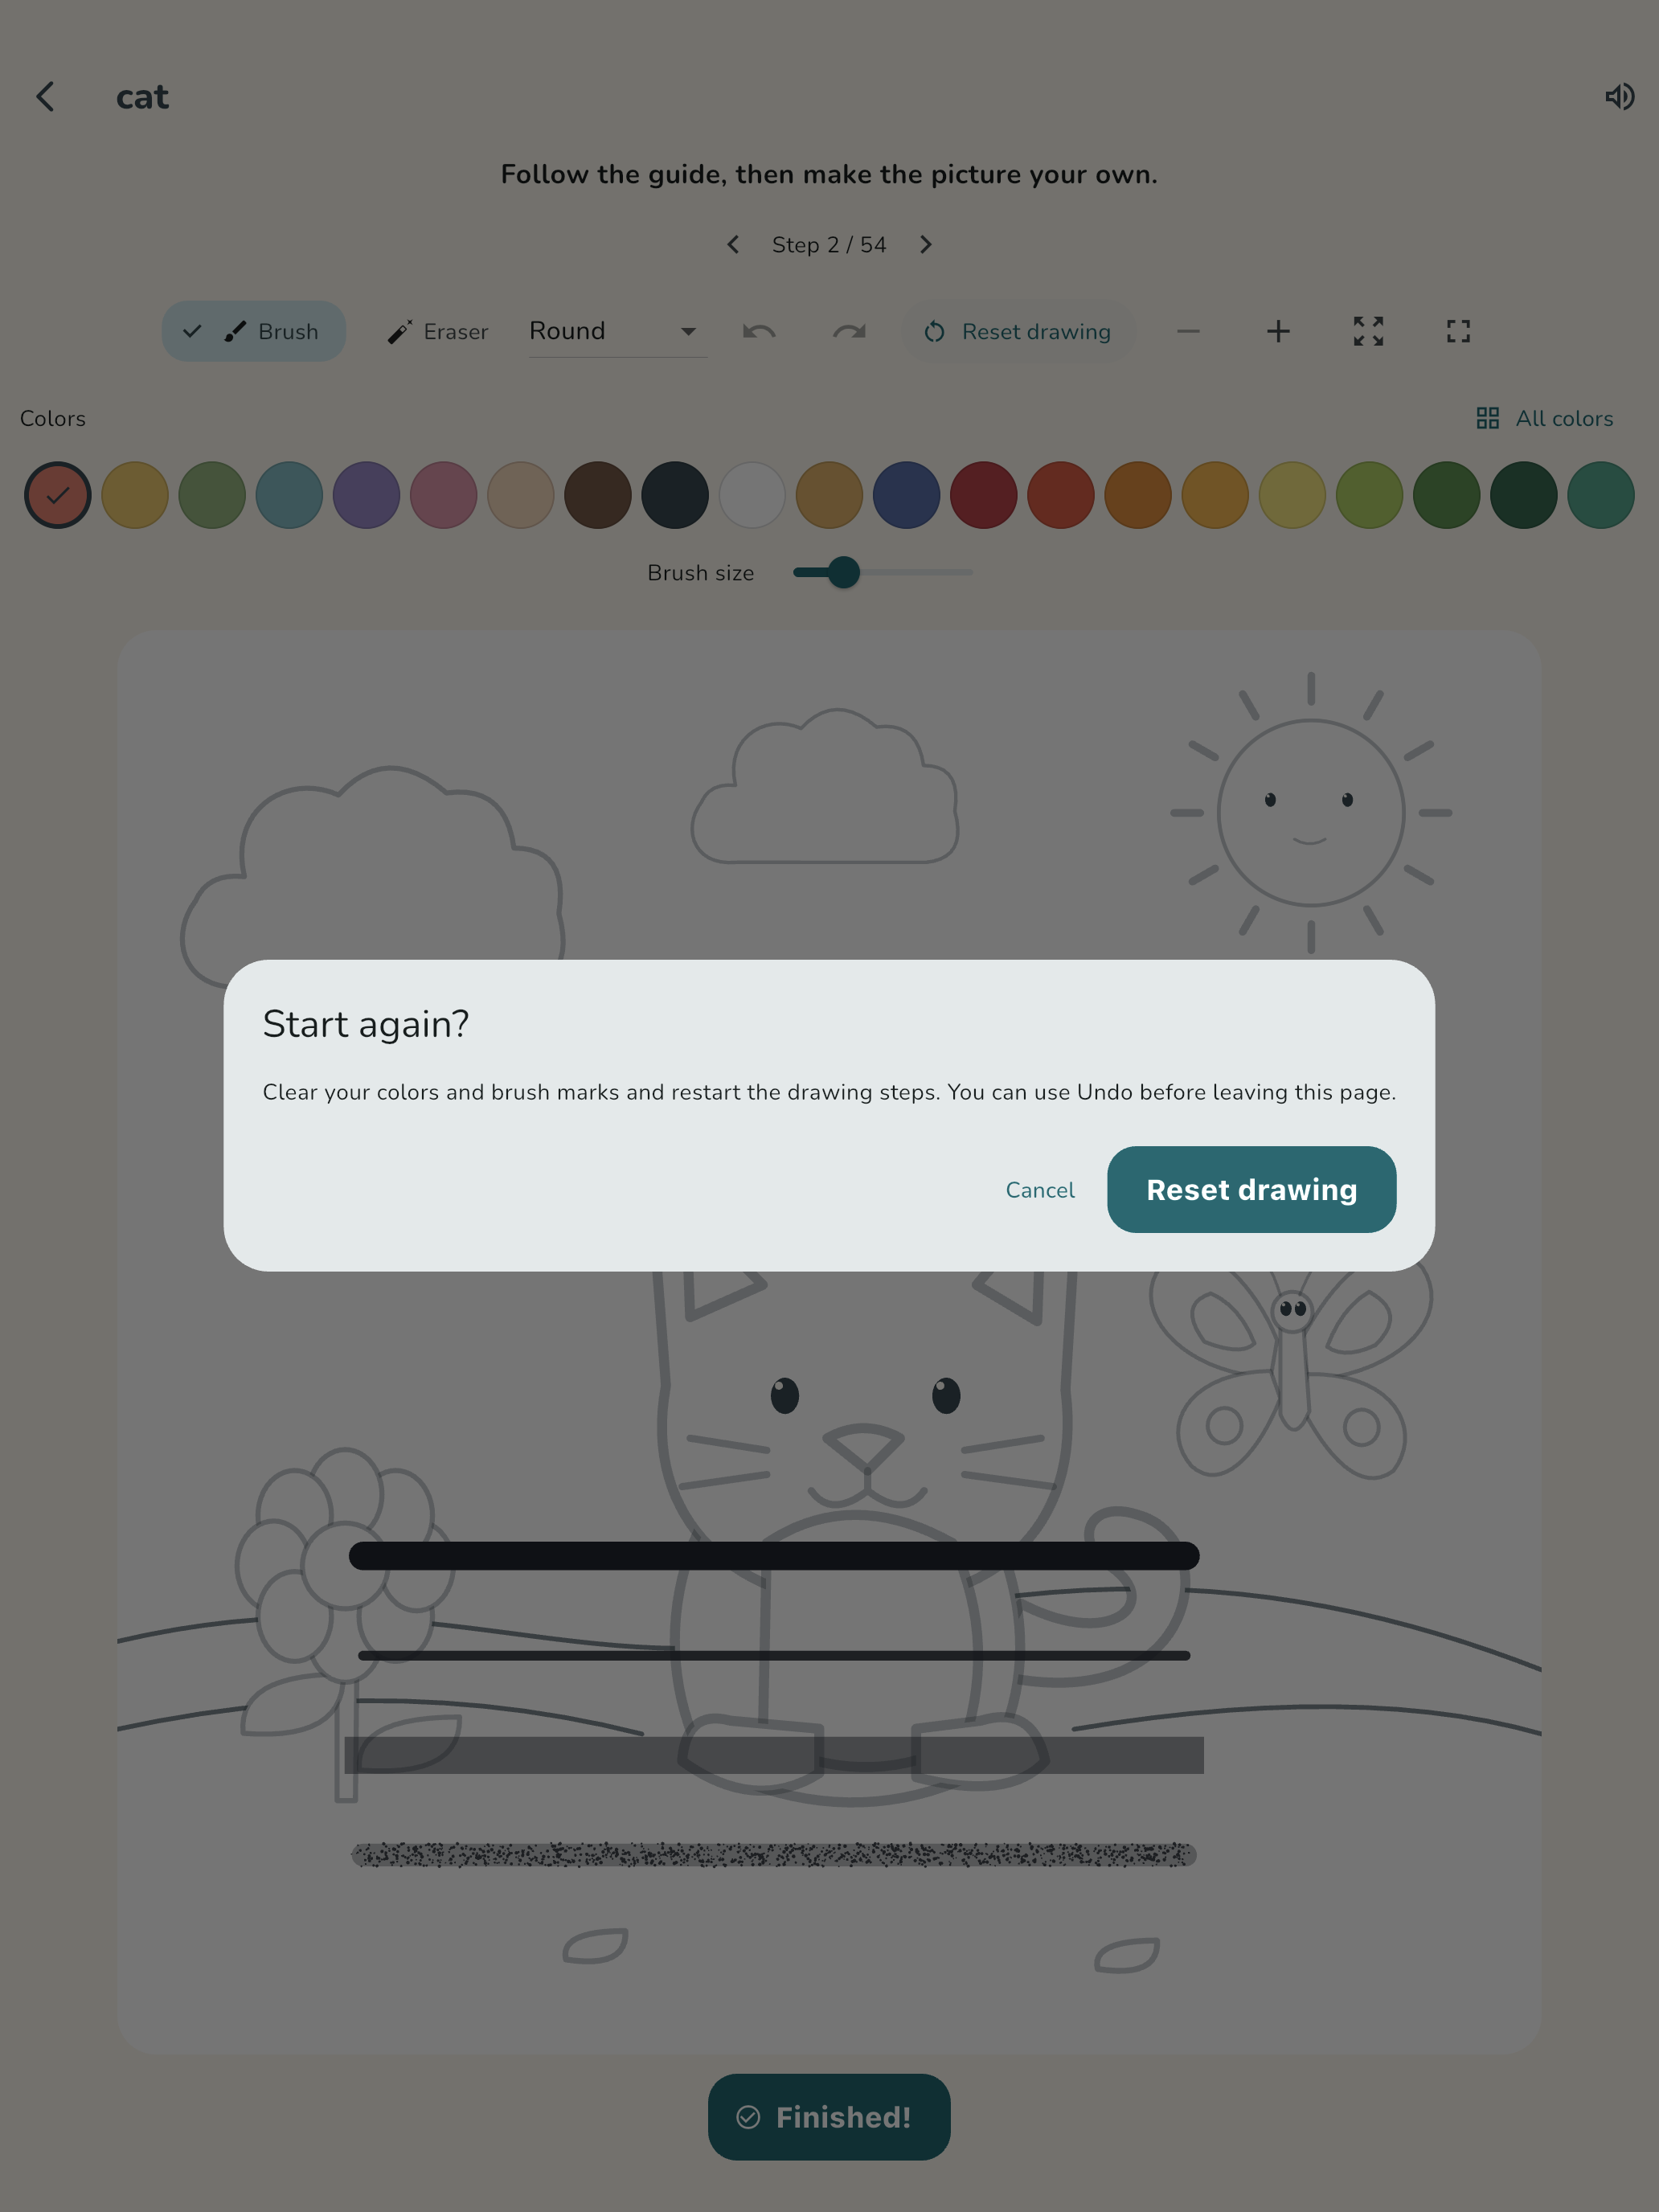 cat
Follow the guide, then make the picture your own.
Step 2 / 54
Brush
Eraser
Round
Reset drawing
Colors
All colors
Brush size
Start again?
Clear your colors and brush marks and restart the drawing steps. You can use Undo before leaving this page.
Cancel
Reset drawing
Finished!